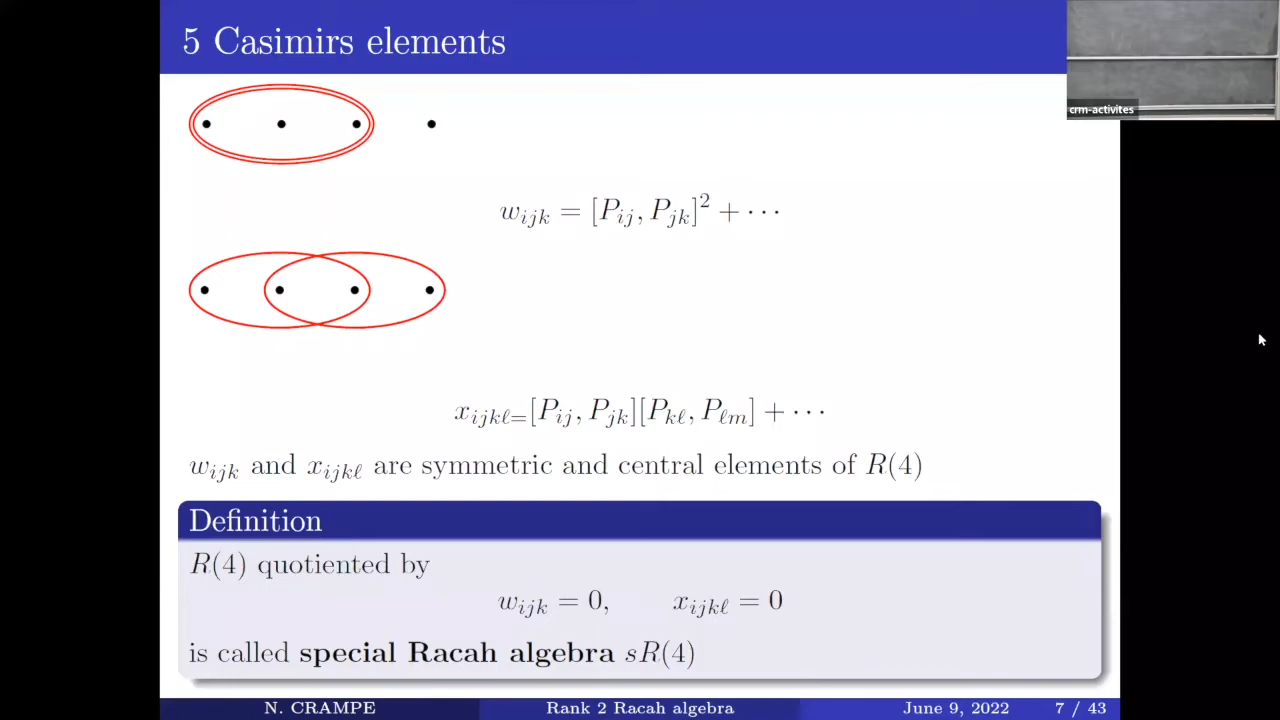 5 Casimirs elements
crm-activites
w_{ijk} = [P_{ij}, P_{jk}]^2 + ⋯
x_{ijkℓ=}[P_{ij}, P_{jk}][P_{kℓ}, P_{ℓm}] + ⋯
w_{ijk} and x_{ijkℓ} are symmetric and central elements of R(4)
Definition
R(4) quotiented by
w_{ijk} = 0, x_{ijkℓ} = 0
is called special Racah algebra sR(4)
N. CRAMPE Rank 2 Racah algebra June 9, 2022 7 / 43